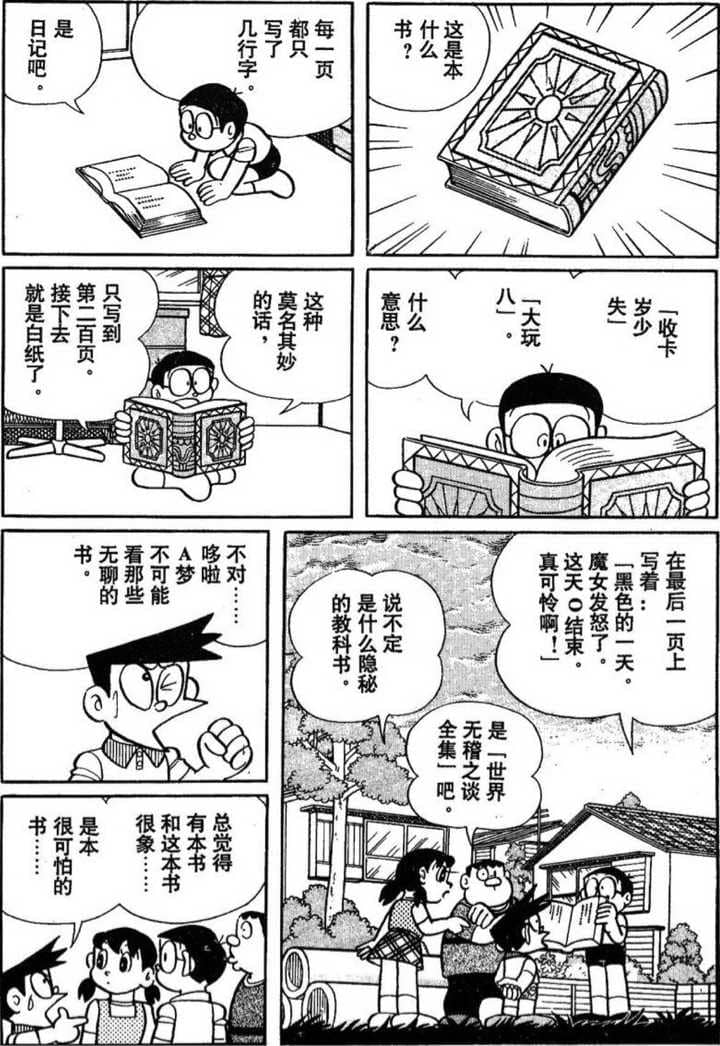 这是本
什么
书？
每一页
都只
写了
几行字。
是
日记吧。
「收卡
岁少
失」
「大玩
八」。
什么
意思？
这种
莫名其妙
的话，
只写到
第二百页。
接下去
就是白纸了。
在最后一页上
写着：
「黑色的一天。
魔女发怒了。
这天O结束。
真可怜啊！」
说不定
是什么隐秘
的教科书。
是「世界
无稽之谈
全集」吧。
不对……
哆啦
A梦
不可能
看那些
无聊的
书。
总觉得
有本书
和这本书
很象……
是本
很可怕的
书……